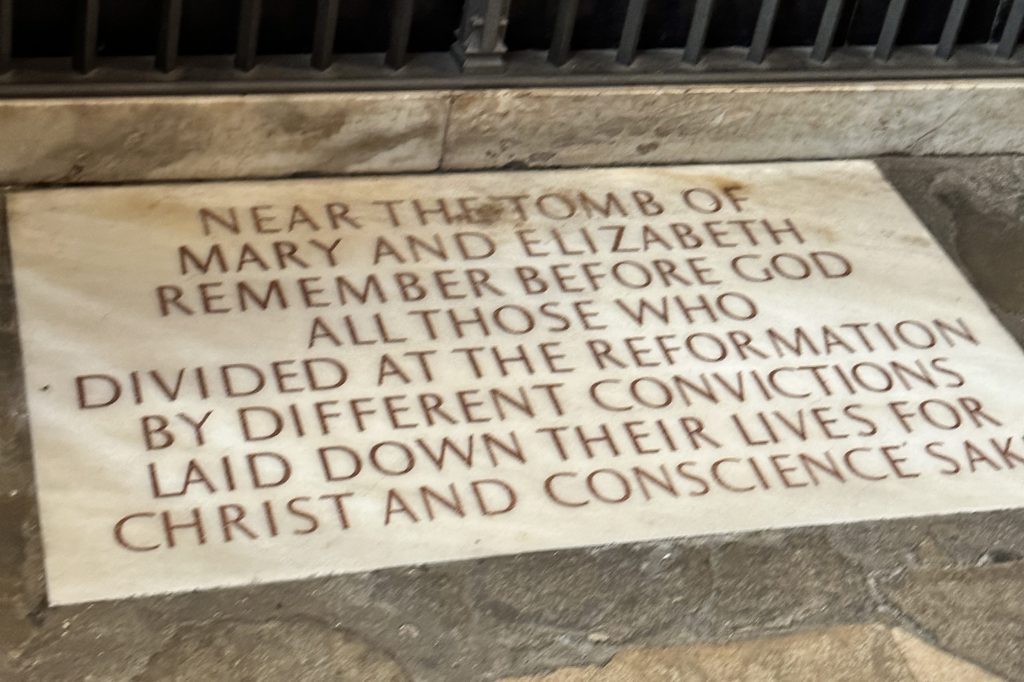 NEAR THE TOMB OF
MARY AND ELIZABETH
REMEMBER BEFORE GOD
ALL THOSE WHO
DIVIDED AT THE REFORMATION
BY DIFFERENT CONVICTIONS
LAID DOWN THEIR LIVES FOR
CHRIST AND CONSCIENCE SAK